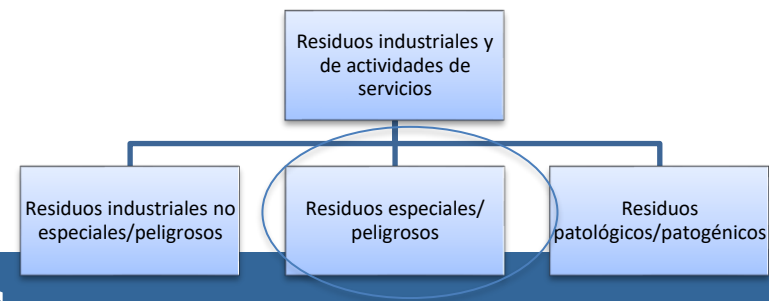 Residuos industriales y
de actividades de
servicios
Residuos industriales no
especiales/peligrosos
Residuos especiales/
peligrosos
Residuos
patológicos/patogénicos